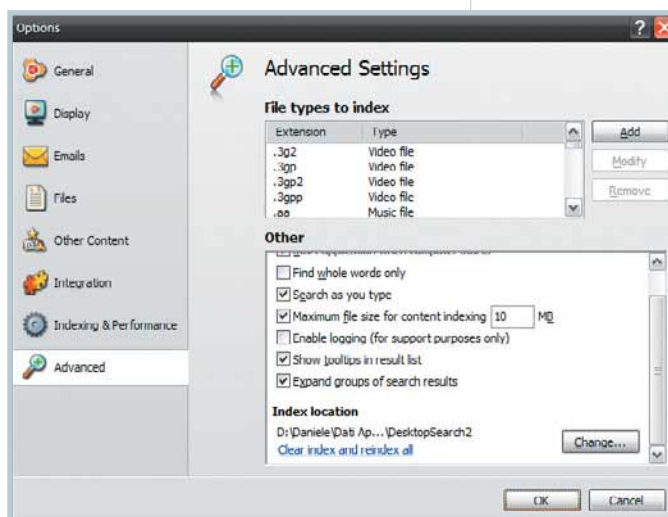 Options
General
Display
Emails
Files
Other Content
Integration
Indexing & Performance
Advanced
Advanced Settings
File types to index
Extension Type
.3g2 Video file
.3gp Video file
.3gp2 Video file
.3gpp Video file
.aa Music file
Add
Modify
Remove
Other
Find whole words only
Search as you type
Maximum file size for content indexing 10 MB
Enable logging (for support purposes only)
Show tooltips in result list
Expand groups of search results
Index location
D:\Daniele\Dati Ap...\DesktopSearch2
Clear index and reindex all
Change...
OK Cancel